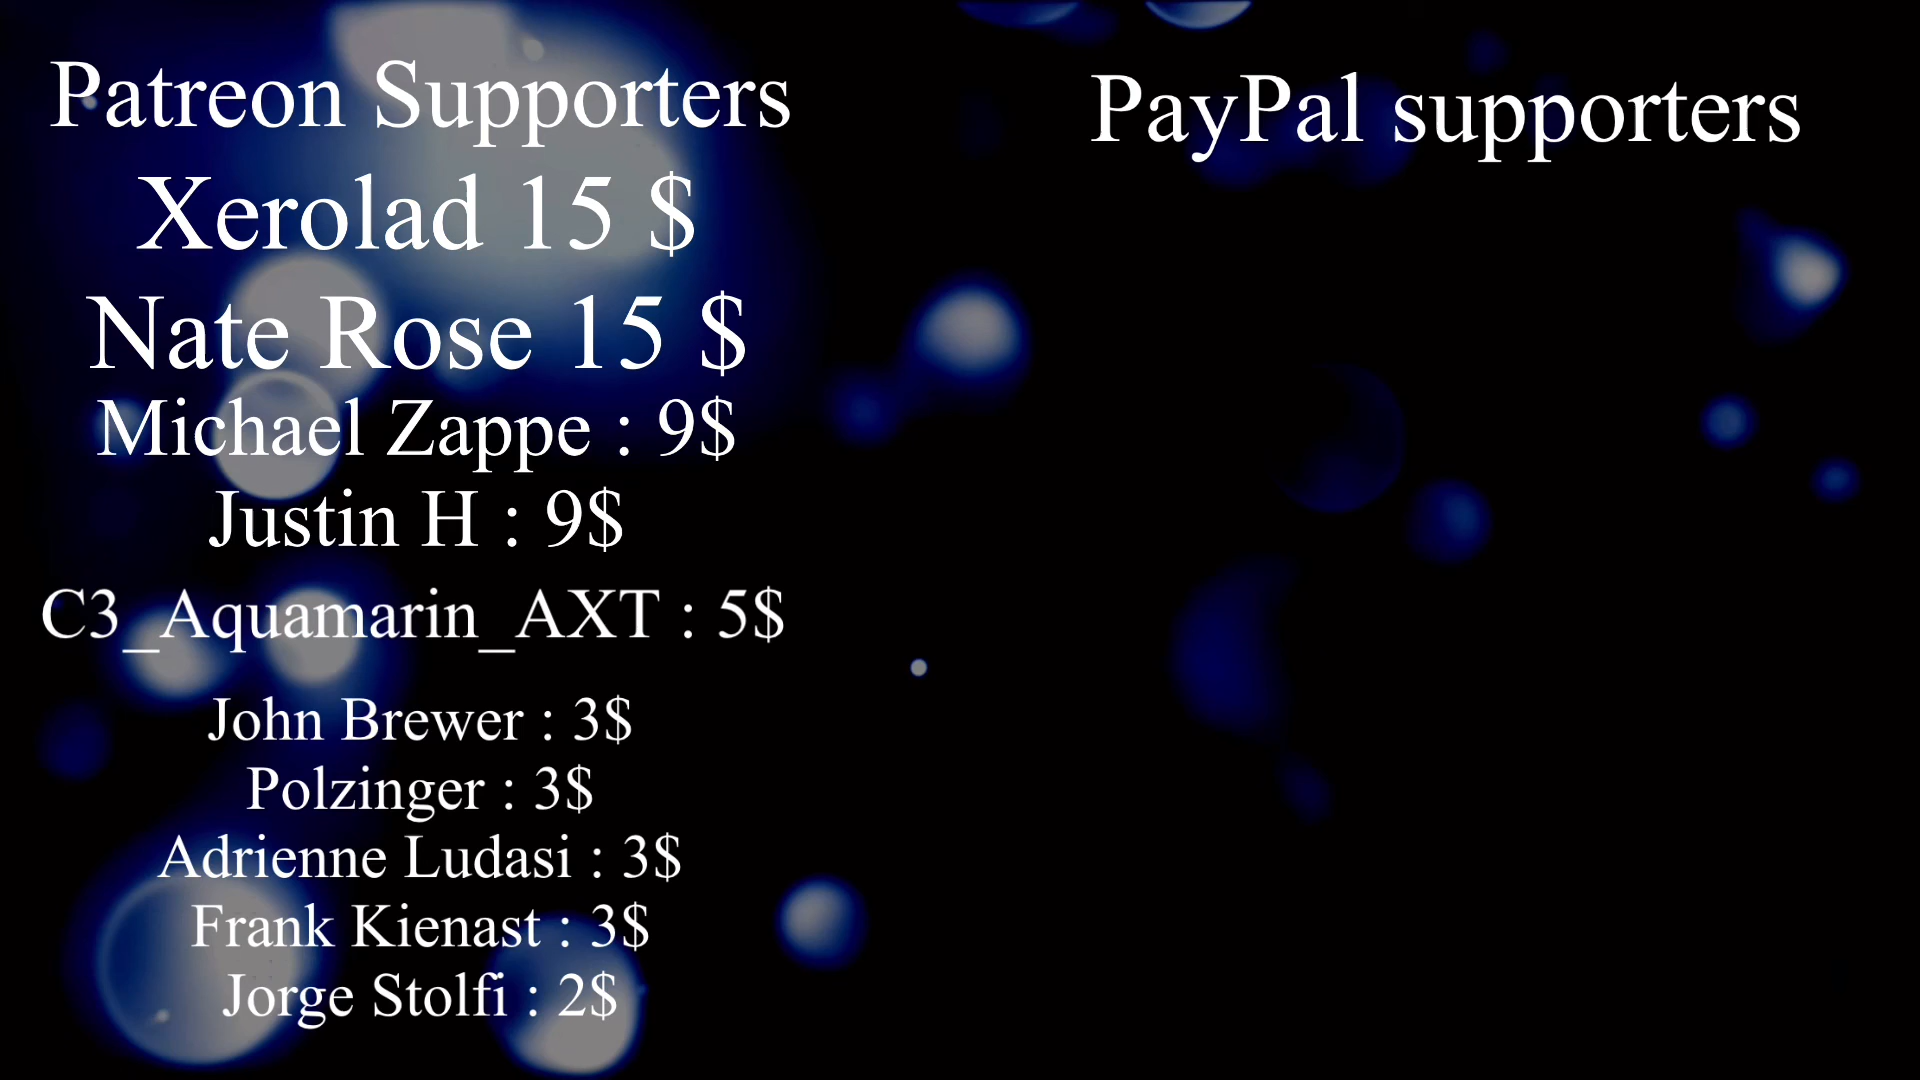 Patreon Supporters
Xerolad 15 $
Nate Rose 15 $
Michael Zappe : 9$
Justin H : 9$
C3_Aquamarin_AXT : 5$
John Brewer : 3$
Polzinger : 3$
Adrienne Ludasi : 3$
Frank Kienast : 3$
Jorge Stolfi : 2$
PayPal supporters